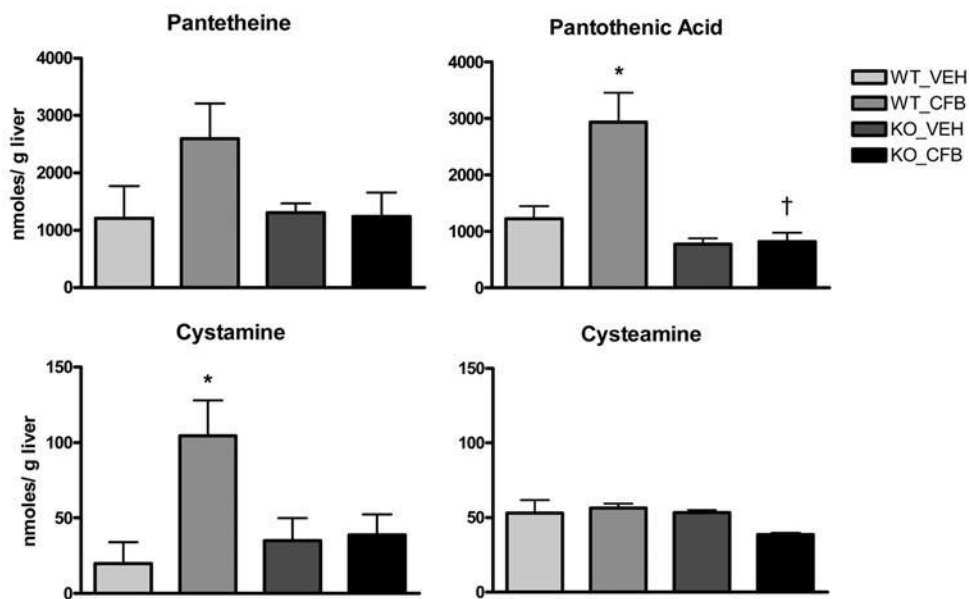 Pantetheine
nmoles/ g liver
4000
3000
2000
1000
0
Pantothenic Acid
4000
3000
2000
1000
0
*
†
WT_VEH
WT_CFB
KO_VEH
KO_CFB
Cystamine
nmoles/ g liver
150
100
50
0
*
Cysteamine
150
100
50
0